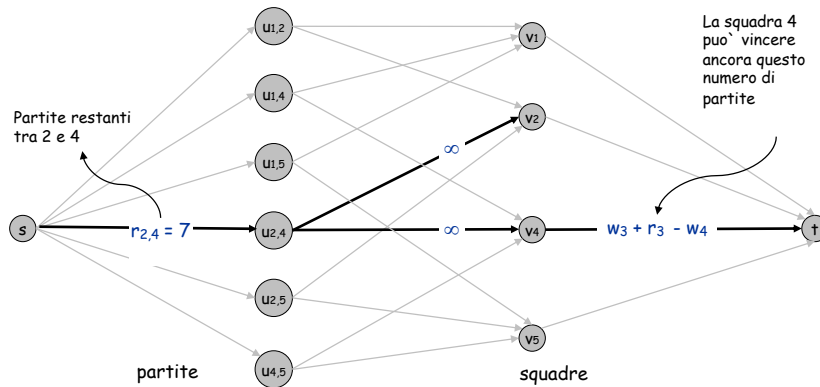 La squadra 4
puo` vincere
ancora questo
numero di
partite
Partite restanti
tra 2 e 4
u1,2
u1,4
u1,5
u2,4
u2,5
u4,5
v1
v2
v4
v5
s
r2,4 = 7
∞
∞
w3 + r3 - w4
t
partite
squadre